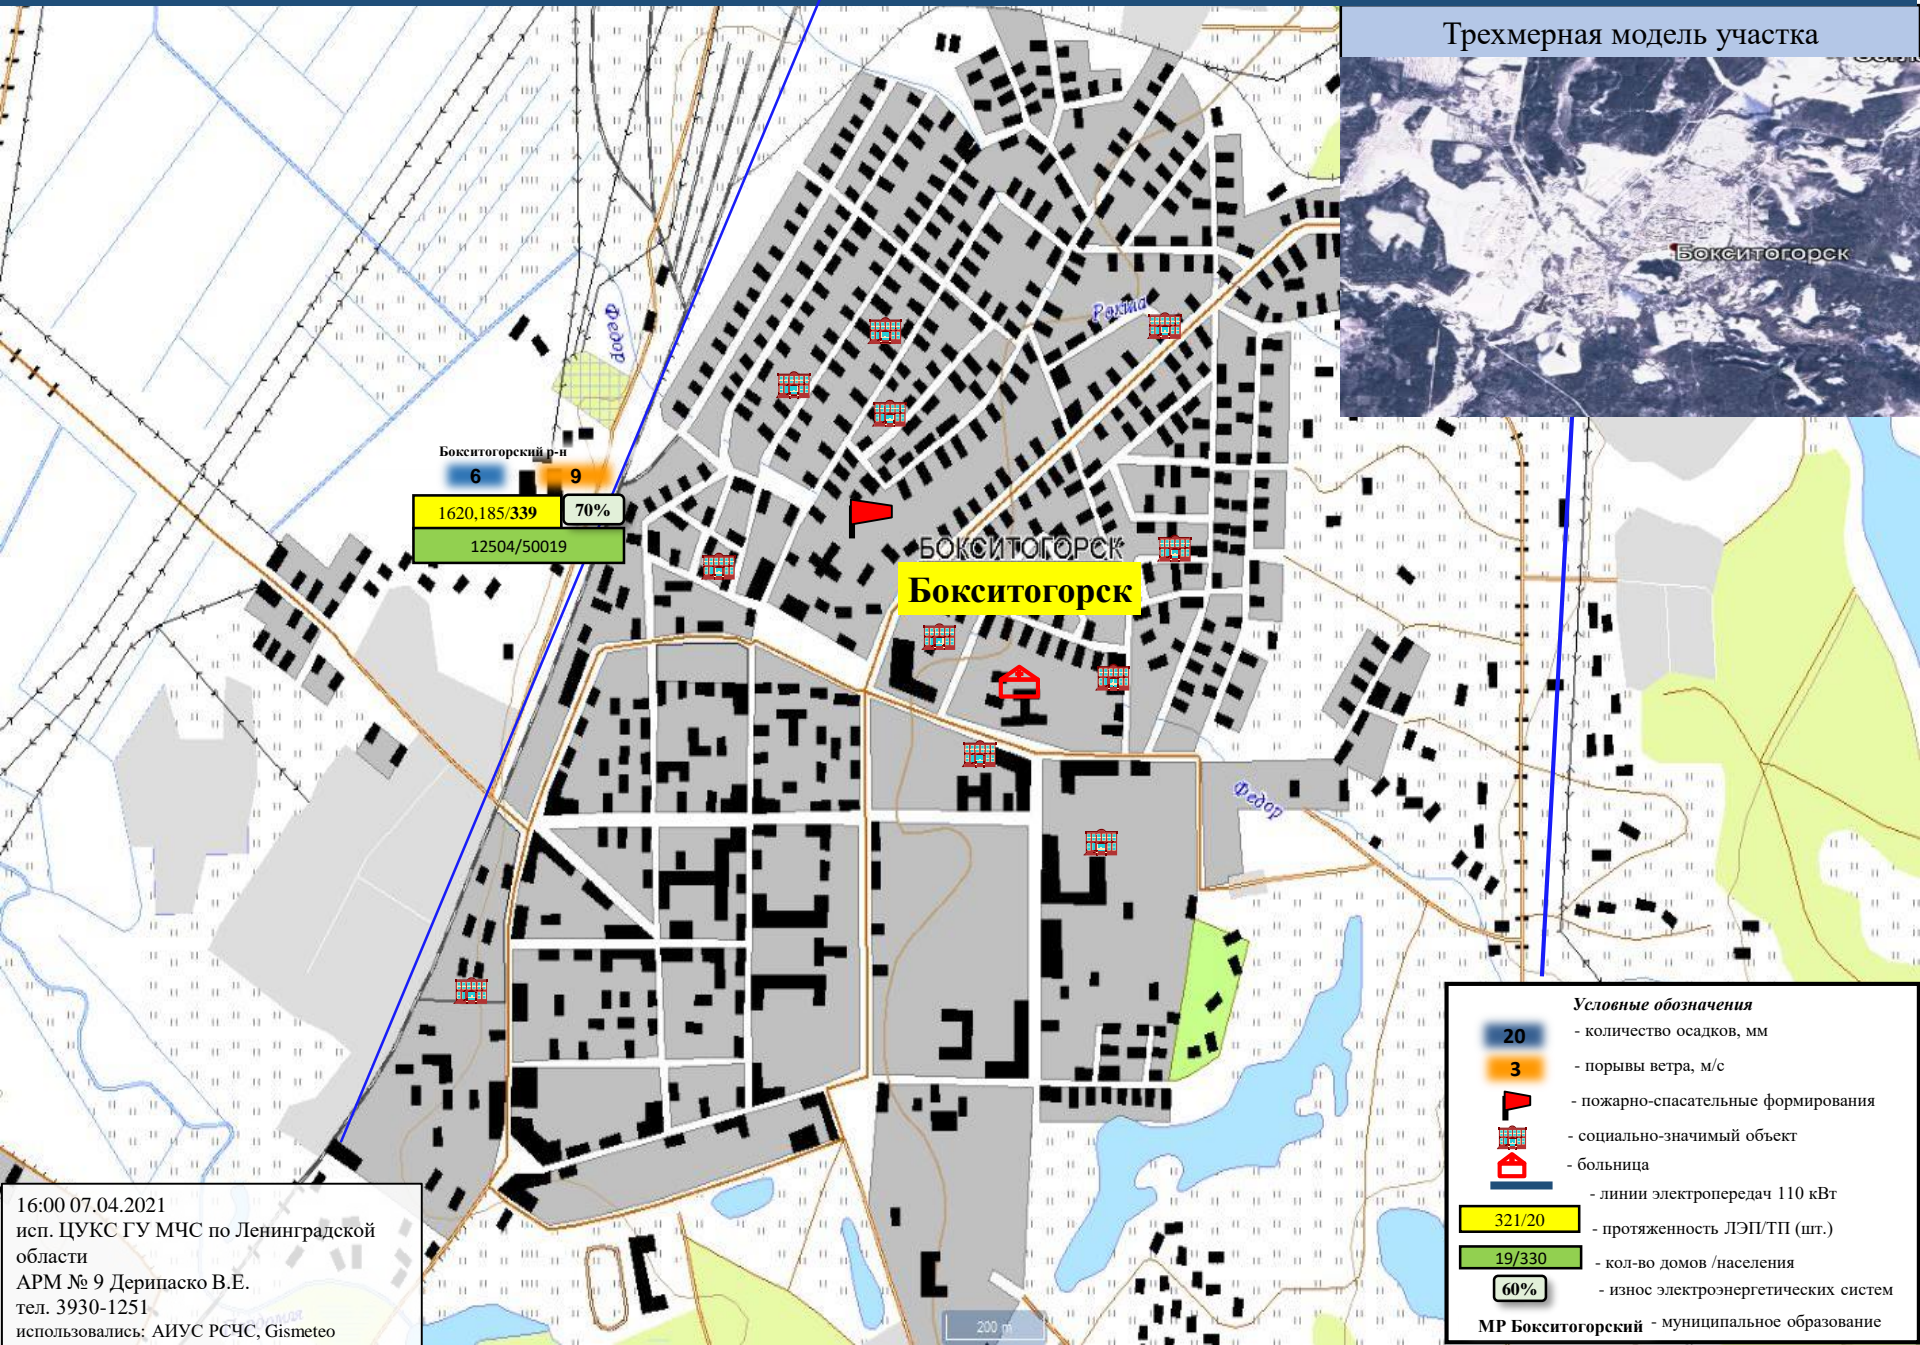 Трехмерная модель участка
Бокситогорск
Рохта
Федор
Бокситогорский р-н
6
9
1620,185/339
70%
12504/50019
БОКСИТОГОРСК
Бокситогорск
Федор
Условные обозначения
20 - количество осадков, мм
3 - порывы ветра, м/с
- пожарно-спасательные формирования
- социально-значимый объект
- больница
- линии электропередач 110 кВт
321/20 - протяженность ЛЭП/ТП (шт.)
19/330 - кол-во домов /населения
60% - износ электроэнергетических систем
МР Бокситогорский - муниципальное образование
16:00 07.04.2021
исп. ЦУКС ГУ МЧС по Ленинградской
области
АРМ № 9 Дерипаско В.Е.
тел. 3930-1251
использовались: АИУС РСЧС, Gismeteo
200 m